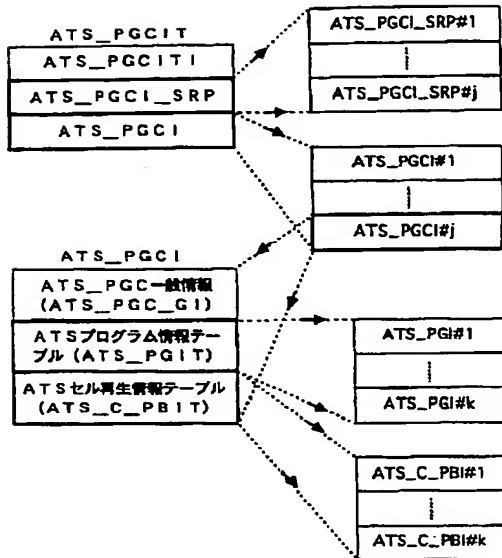 ATS_PGCIT
ATS_PGCITI
ATS_PGCI_SRP
ATS_PGCI
ATS_PGCI_SRP#1
ATS_PGCI_SRP#j
ATS_PGCI#1
ATS_PGCI#j
ATS_PGCI
ATS_PGC一般情報
(ATS_PGC_GI)
ATSプログラム情報テー
ブル(ATS_PGIT)
ATSセル再生情報テーブル
(ATS_C_PBIT)
ATS_PGI#1
ATS_PGI#k
ATS_C_PBI#1
ATS_C_PBI#k